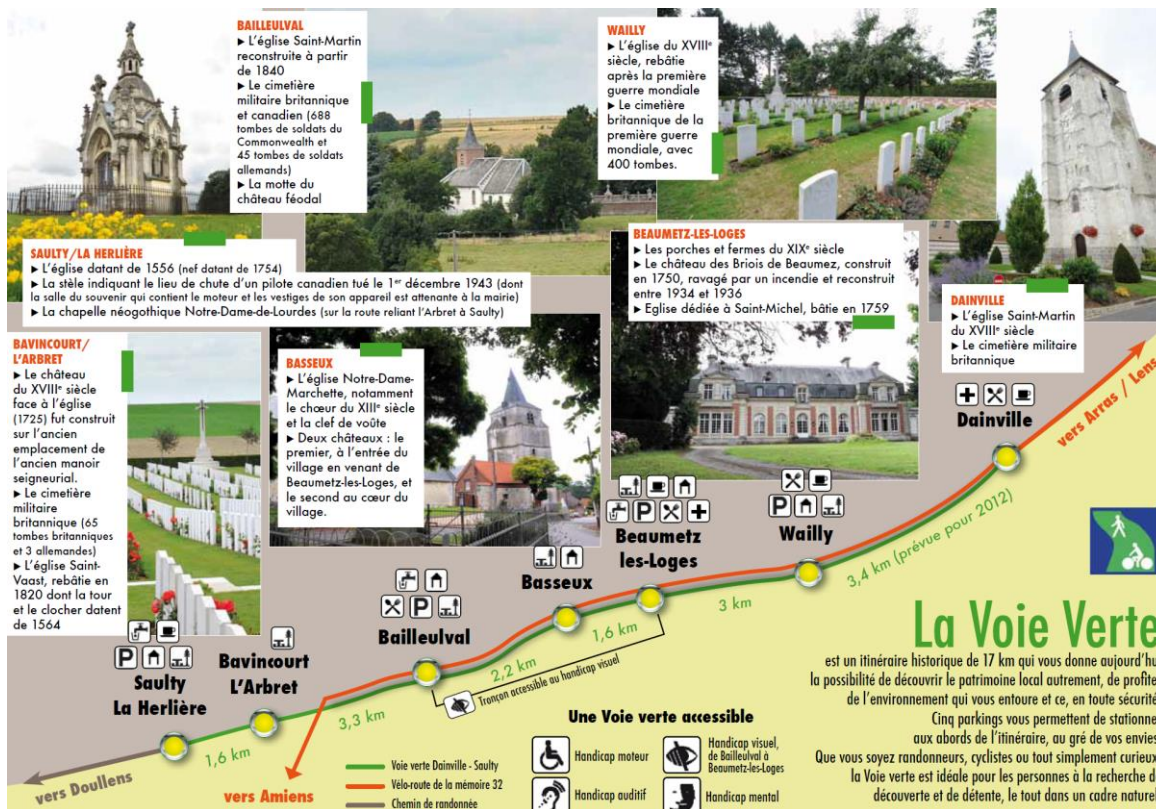 BAILLEULVAL
► L'église Saint-Martin
reconstruite à partir
de 1840
► Le cimetière
militaire britannique
et canadien (688
tombes de soldats du
Commonwealth et
45 tombes de soldats
allemands)
► La motte du
château féodal
WAILLY
► L'église du XVIIIe
siècle, rebâtie
après la première
guerre mondiale
► Le cimetière
britannique de la
première guerre
mondiale, avec
400 tombes.
SAULTY/LA HERLIÈRE
► L'église datant de 1556 (nef datant de 1754)
► La stèle indiquant le lieu de chute d'un pilote canadien tué le 1er décembre 1943 (dont
la salle du souvenir qui contient le moteur et les vestiges de son appareil est attenante à la mairie)
► La chapelle néogothique Notre-Dame-de-Lourdes (sur la route reliant l'Arbret à Saulty)
BEAUMETZ-LES-LOGES
► Les porches et fermes du XIXe siècle
► Le château des Briois de Beaumez, construit
en 1750, ravagé par un incendie et reconstruit
entre 1934 et 1936
► Eglise dédiée à Saint-Michel, bâtie en 1759
DAINVILLE
► L'église Saint-Martin
du XVIIIe siècle
► Le cimetière militaire
britannique
BAVINCOURT/
L'ARBRET
► Le château
du XVIIIe siècle
face à l'église
(1725) fut construit
sur l'ancien
emplacement de
l'ancien manoir
seigneurial.
► Le cimetière
militaire
britannique (65
tombes britanniques
et 3 allemandes)
► L'église Saint-
Vaast, rebâtie en
1820 dont la tour
et le clocher datent
de 1564
BASSEUX
► L'église Notre-Dame-
Marchette, notamment
le chœur du XIIIe siècle
et la clef de voûte
► Deux châteaux : le
premier, à l'entrée du
village en venant de
Beaumetz-les-Loges, et
le second au cœur du
village.
Dainville
vers Arras / Lens
P
Wailly
P
Beaumetz
les-Loges
Basseux
P
Bailleulval
P
Saulty
La Herlière
Bavincourt
L'Arbret
3,4 km (prévue pour 2012)
3 km
1,6 km
2,2 km
3,3 km
1,6 km
Tronçon accessible au handicap visuel
vers Doullens
vers Amiens
Voie verte Dainville - Saulty
Vélo-route de la mémoire 32
Chemin de randonnée
Une Voie verte accessible
Handicap moteur
Handicap visuel,
de Bailleulval à
Beaumetz-les-Loges
Handicap auditif
Handicap mental
La Voie Verte
est un itinéraire historique de 17 km qui vous donne aujourd'hu
la possibilité de découvrir le patrimoine local autrement, de profite
de l'environnement qui vous entoure et ce, en toute sécurité
Cinq parkings vous permettent de stationne
aux abords de l'itinéraire, au gré de vos envies
Que vous soyez randonneurs, cyclistes ou tout simplement curieux
la Voie verte est idéale pour les personnes à la recherche d
découverte et de détente, le tout dans un cadre naturel